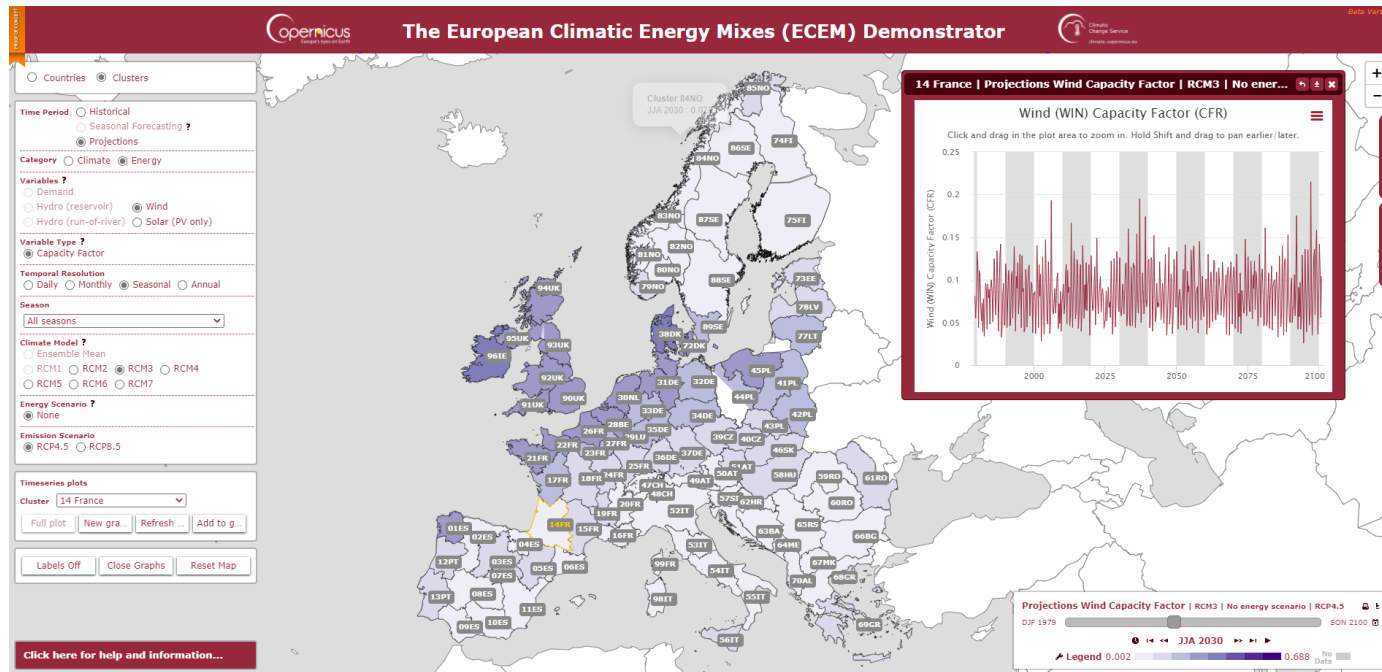 Beta Vers
opernicus
Europe's eyes on Earth
The European Climatic Energy Mixes (ECEM) Demonstrator
Climate
Change Service
climate.copernicus.eu
Countries Clusters
Time Period Historical
Seasonal Forecasting ?
Projections
Category Climate Energy
Variables ?
Demand
Hydro (reservoir) Wind
Hydro (run-of-river) Solar (PV only)
Variable Type ?
Capacity Factor
Temporal Resolution
Daily Monthly Seasonal Annual
Season
All seasons
Climate Model ?
Ensemble Mean
RCM1 RCM2 RCM3 RCM4
RCM5 RCM6 RCM7
Energy Scenario ?
None
Emission Scenario
RCP4.5 RCP8.5
Timeseries plots
Cluster 14 France
Full plot New gra... Refresh ... Add to g...
Labels Off Close Graphs Reset Map
Click here for help and information...
Cluster 84NO
JJA 2030 : 0.07
85NO
74FI
86SE
84NO
83NO
87SE
75FI
82NO
81NO
80NO
79NO
88SE
73EE
78LV
89SE
77LT
94UK
95UK
93UK
96IE
38DK
72DK
92UK
91UK
90UK
45PL
31DE
32DE
41PL
30NL
44PL
33DE
34DE
42PL
28BE
26FR
35DE
43PL
29LU
27FR
22FR
23FR
39CZ
40CZ
21FR
36DE
37DE
46SK
25FR
17FR
18FR
24FR
51AT
50AT
58HU
59RO
61RO
49AT
47CH
48CH
20FR
57SI
62HR
60RO
19FR
52IT
14FR
15FR
16FR
65RS
63BA
66BG
64ME
01ES
02ES
04ES
53IT
12PT
03ES
05ES
06ES
07ES
99FR
54IT
67MK
70AL
68GR
13PT
08ES
11ES
98IT
55IT
09ES
10ES
56IT
69GR
14 France | Projections Wind Capacity Factor | RCM3 | No ener...
Wind (WIN) Capacity Factor (CFR)
Click and drag in the plot area to zoom in. Hold Shift and drag to pan earlier/later.
Wind (WIN) Capacity Factor (CFR)
0.25
0.2
0.15
0.1
0.05
0
2000 2025 2050 2075 2100
+
−
Projections Wind Capacity Factor | RCM3 | No energy scenario | RCP4.5
DJF 1979 SON 2100
JJA 2030
Legend 0.002 0.688 No
Data